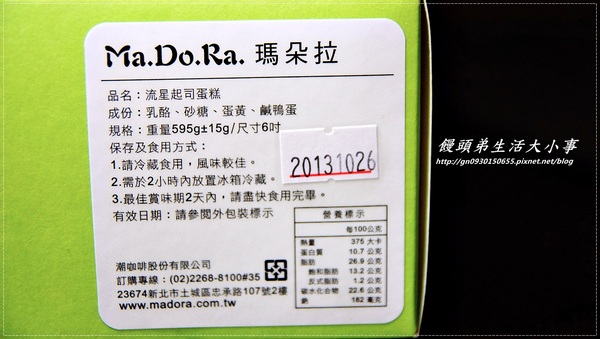 Ma.Do.Ra. 瑪朵拉
品名：流星起司蛋糕
成份：乳酪、砂糖、蛋黃、鹹鴨蛋
規格：重量595g±15g/尺寸6吋
保存及食用方式：
1.請冷藏食用，風味較佳。
2.需於2小時內放置冰箱冷藏。
3.最佳賞味期2天內，請盡快食用完畢。
有效日期：請參閱外包裝標示
20131026
營養標示
每100公克
熱量 375 大卡
蛋白質 10.7 公克
脂肪 26.9 公克
飽和脂肪 13.2 公克
反式脂肪 1.2 公克
碳水化合物 22.6 公克
鈉 182 毫克
潮咖啡股份有限公司
訂購專線：(02)2268-8100#35
23674新北市土城區忠承路107號2樓
www.madora.com.tw
饅頭弟生活大小事
http://gn0930150655.pixnet.net/blog